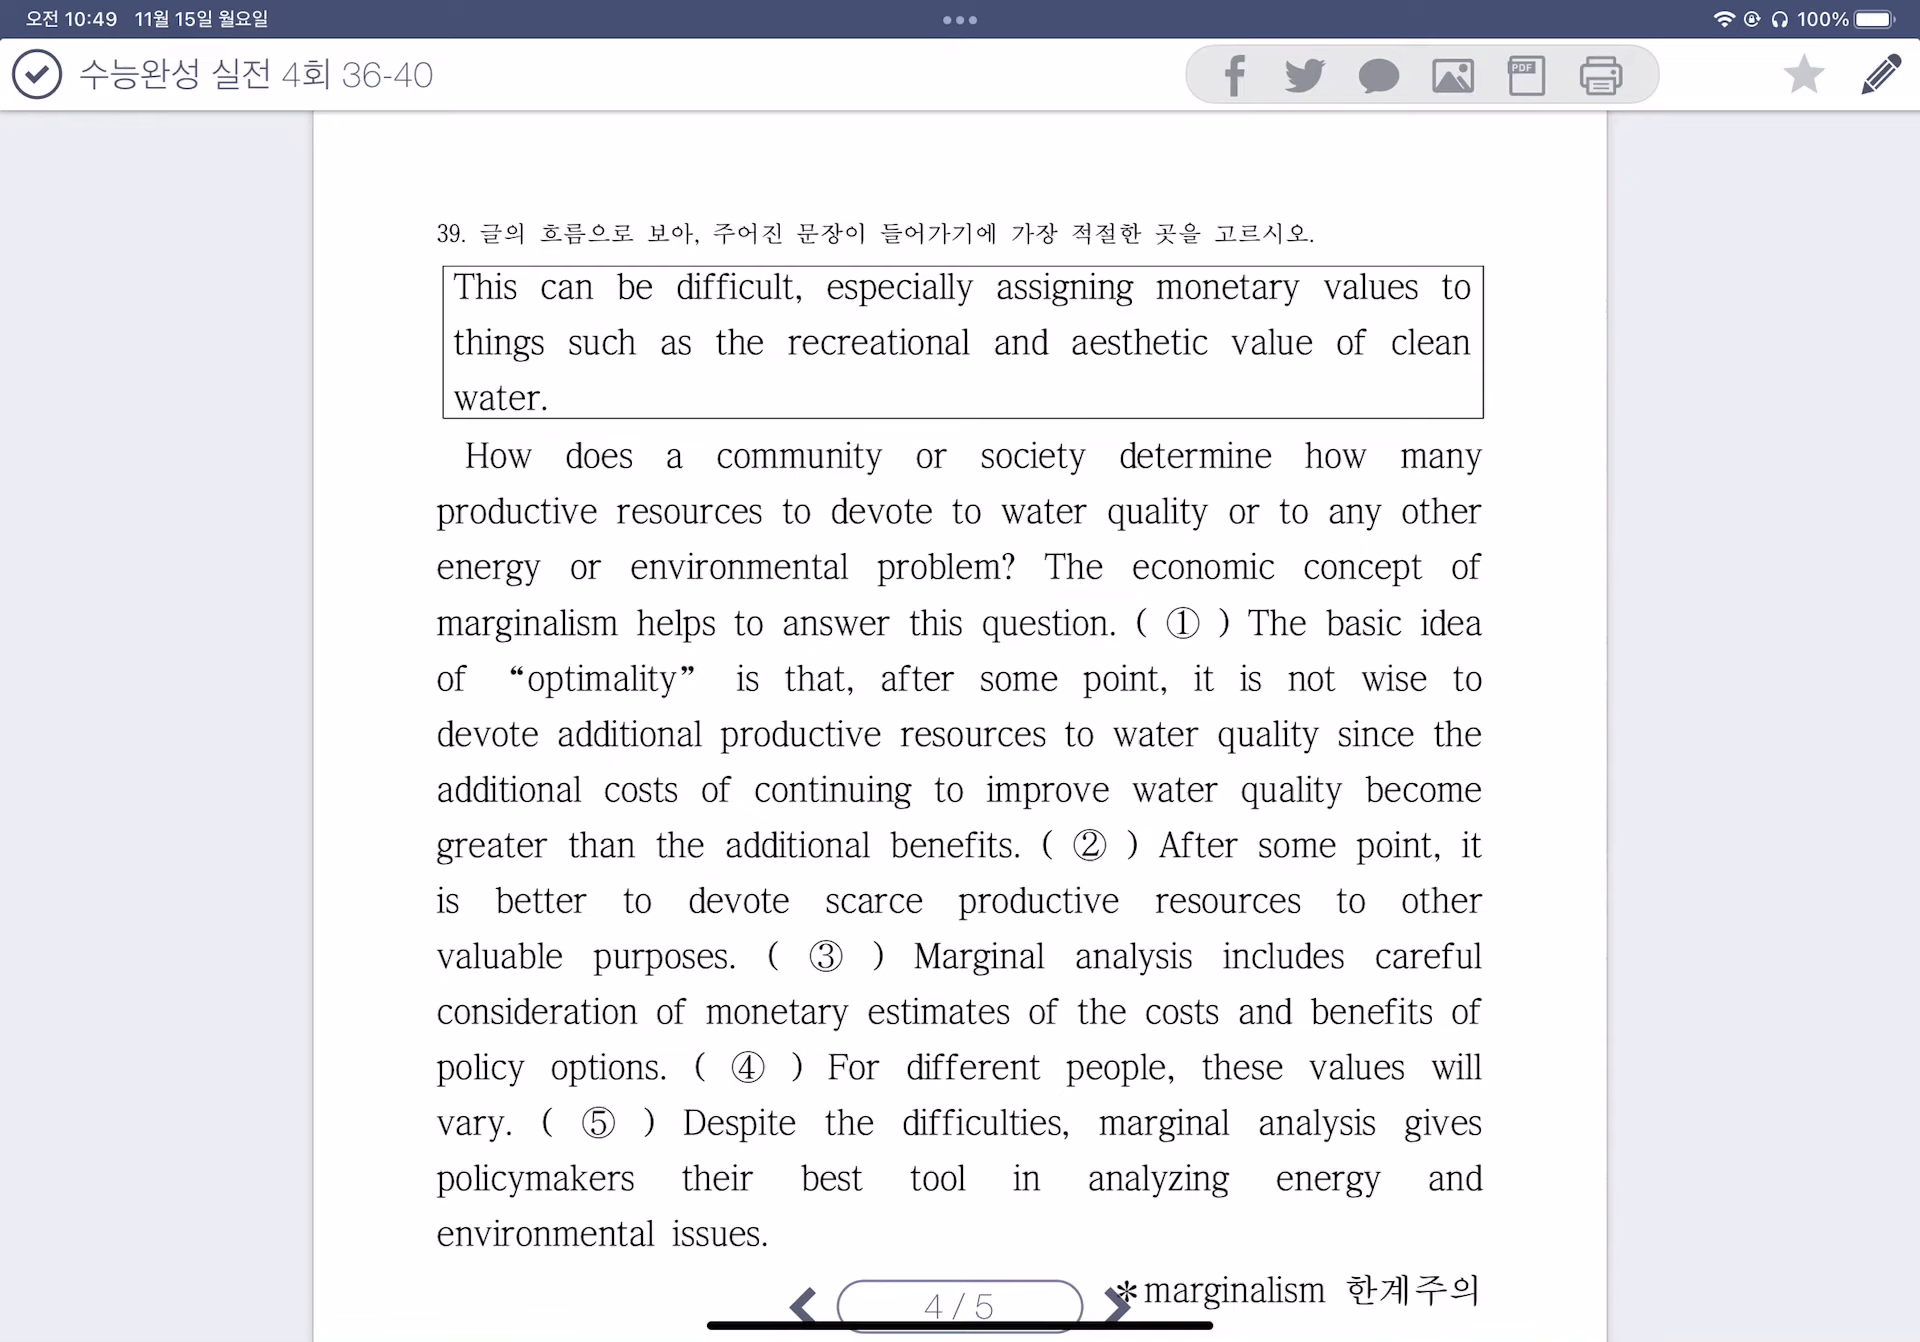 오전 10:49 11월 15일 월요일
100%
수능완성 실전 4회 36-40
PDF
39. 글의 흐름으로 보아, 주어진 문장이 들어가기에 가장 적절한 곳을 고르시오.
This can be difficult, especially assigning monetary values to
things such as the recreational and aesthetic value of clean
water.
How does a community or society determine how many
productive resources to devote to water quality or to any other
energy or environmental problem? The economic concept of
marginalism helps to answer this question. ( ① ) The basic idea
of “optimality” is that, after some point, it is not wise to
devote additional productive resources to water quality since the
additional costs of continuing to improve water quality become
greater than the additional benefits. ( ② ) After some point, it
is better to devote scarce productive resources to other
valuable purposes. ( ③ ) Marginal analysis includes careful
consideration of monetary estimates of the costs and benefits of
policy options. ( ④ ) For different people, these values will
vary. ( ⑤ ) Despite the difficulties, marginal analysis gives
policymakers their best tool in analyzing energy and
environmental issues.
*marginalism 한계주의
4 / 5